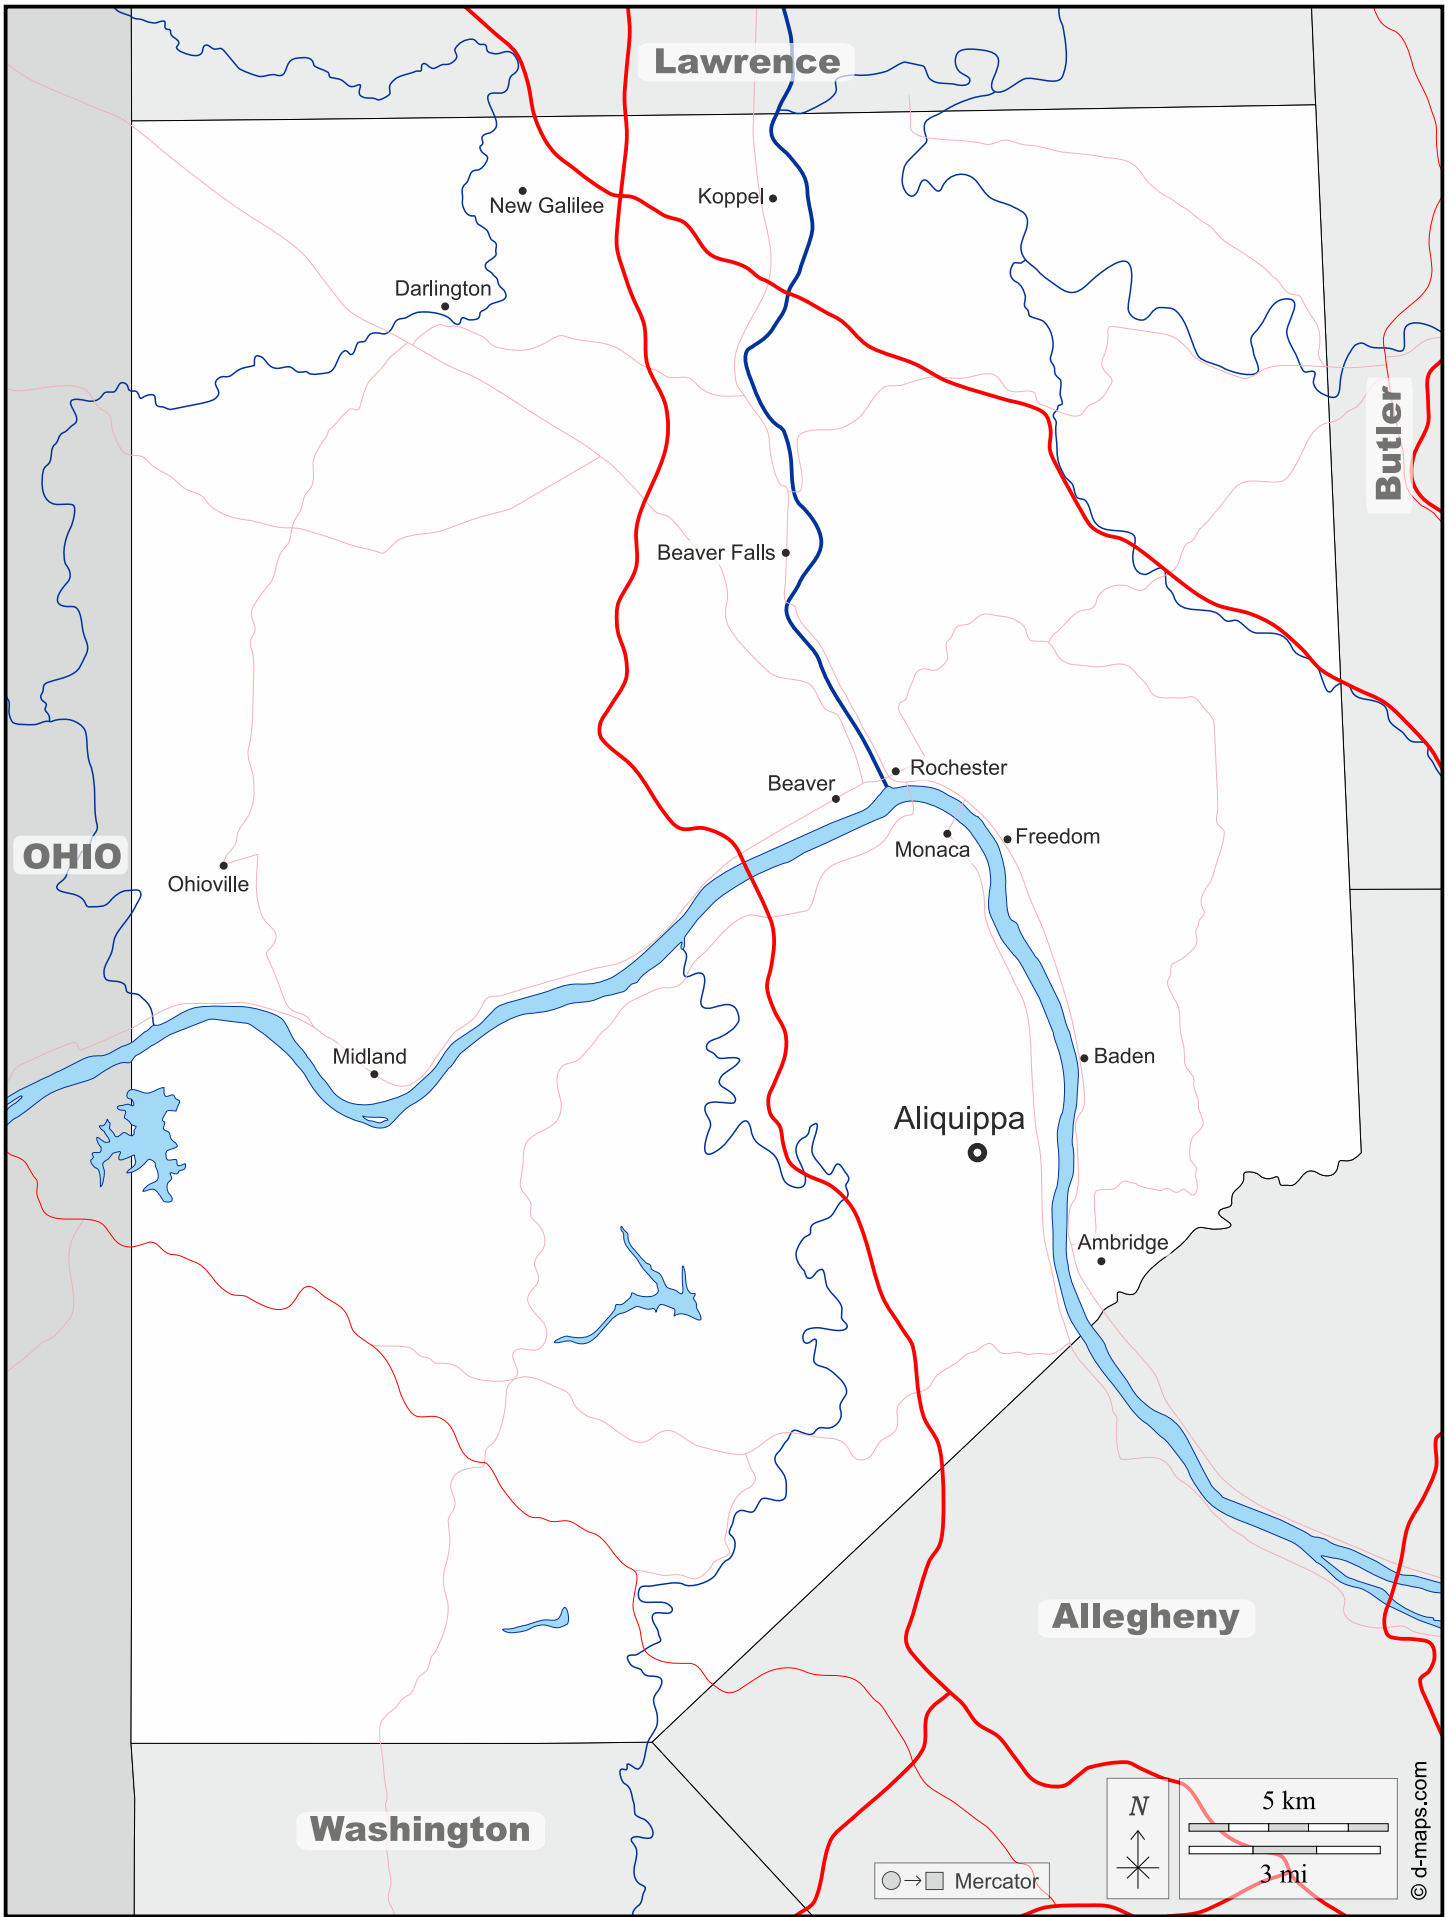 Lawrence
Koppel
New Galilee
Darlington
Butler
Beaver Falls
Rochester
Beaver
Freedom
Monaca
OHIO
Ohioville
Midland
Baden
Aliquippa
Ambridge
Allegheny
Washington
N
5 km
3 mi
Mercator
© d-maps.com